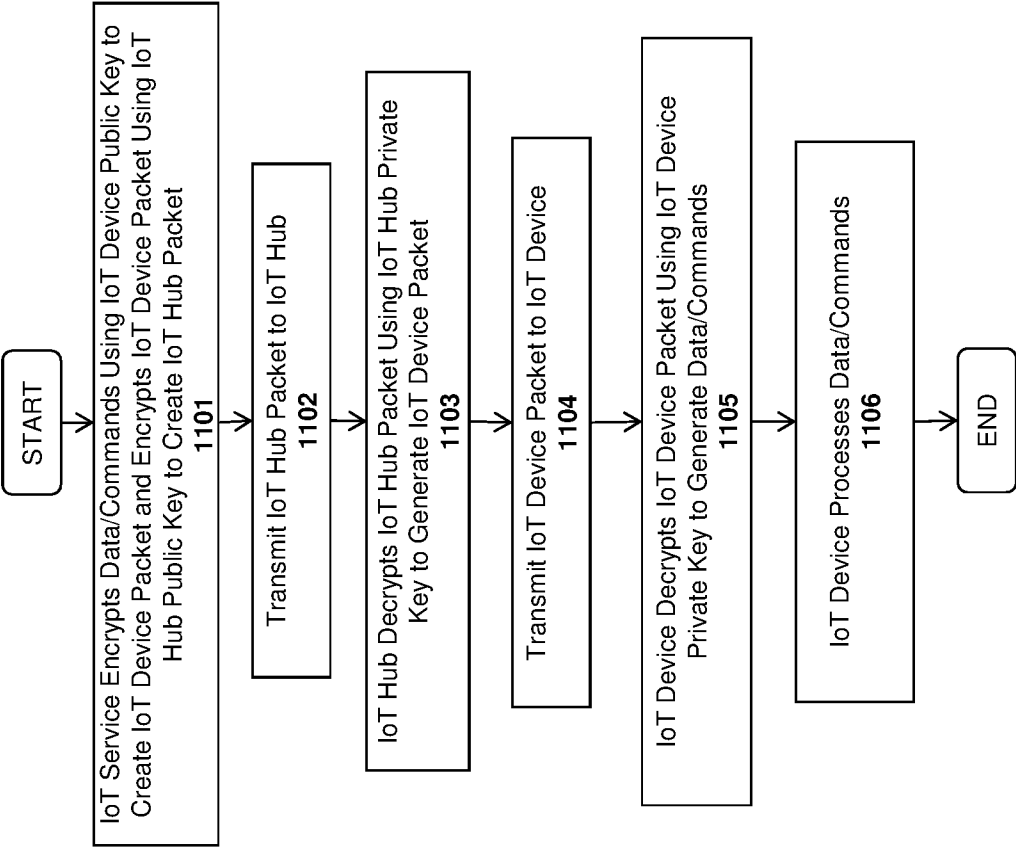 START
IoT Service Encrypts Data/Commands Using IoT Device Public Key to
Create IoT Device Packet and Encrypts IoT Device Packet Using IoT
Hub Public Key to Create IoT Hub Packet
1101
Transmit IoT Hub Packet to IoT Hub
1102
IoT Hub Decrypts IoT Hub Packet Using IoT Hub Private
Key to Generate IoT Device Packet
1103
Transmit IoT Device Packet to IoT Device
1104
IoT Device Decrypts IoT Device Packet Using IoT Device
Private Key to Generate Data/Commands
1105
IoT Device Processes Data/Commands
1106
END